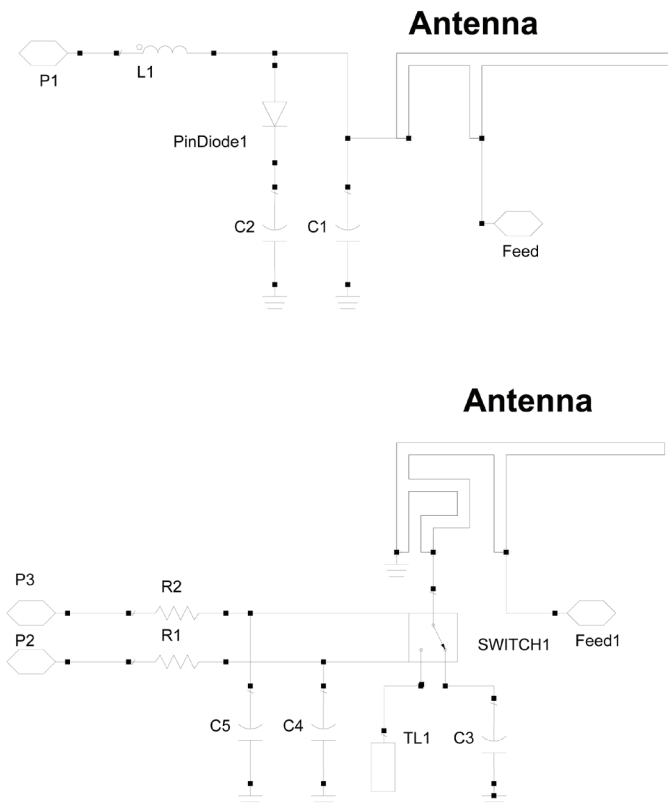 Antenna
P1
L1
PinDiode1
C2
C1
Feed
Antenna
P3
R2
P2
R1
SWITCH1
Feed1
C5
C4
TL1
C3